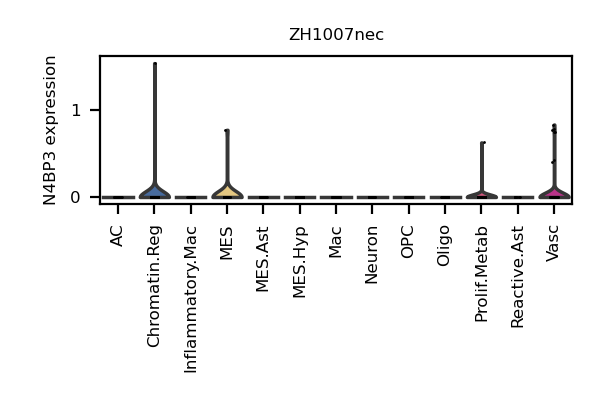 ZH1007nec
N4BP3 expression
1
0
AC
Chromatin.Reg
Inflammatory.Mac
MES
MES.Ast
MES.Hyp
Mac
Neuron
OPC
Oligo
Prolif.Metab
Reactive.Ast
Vasc